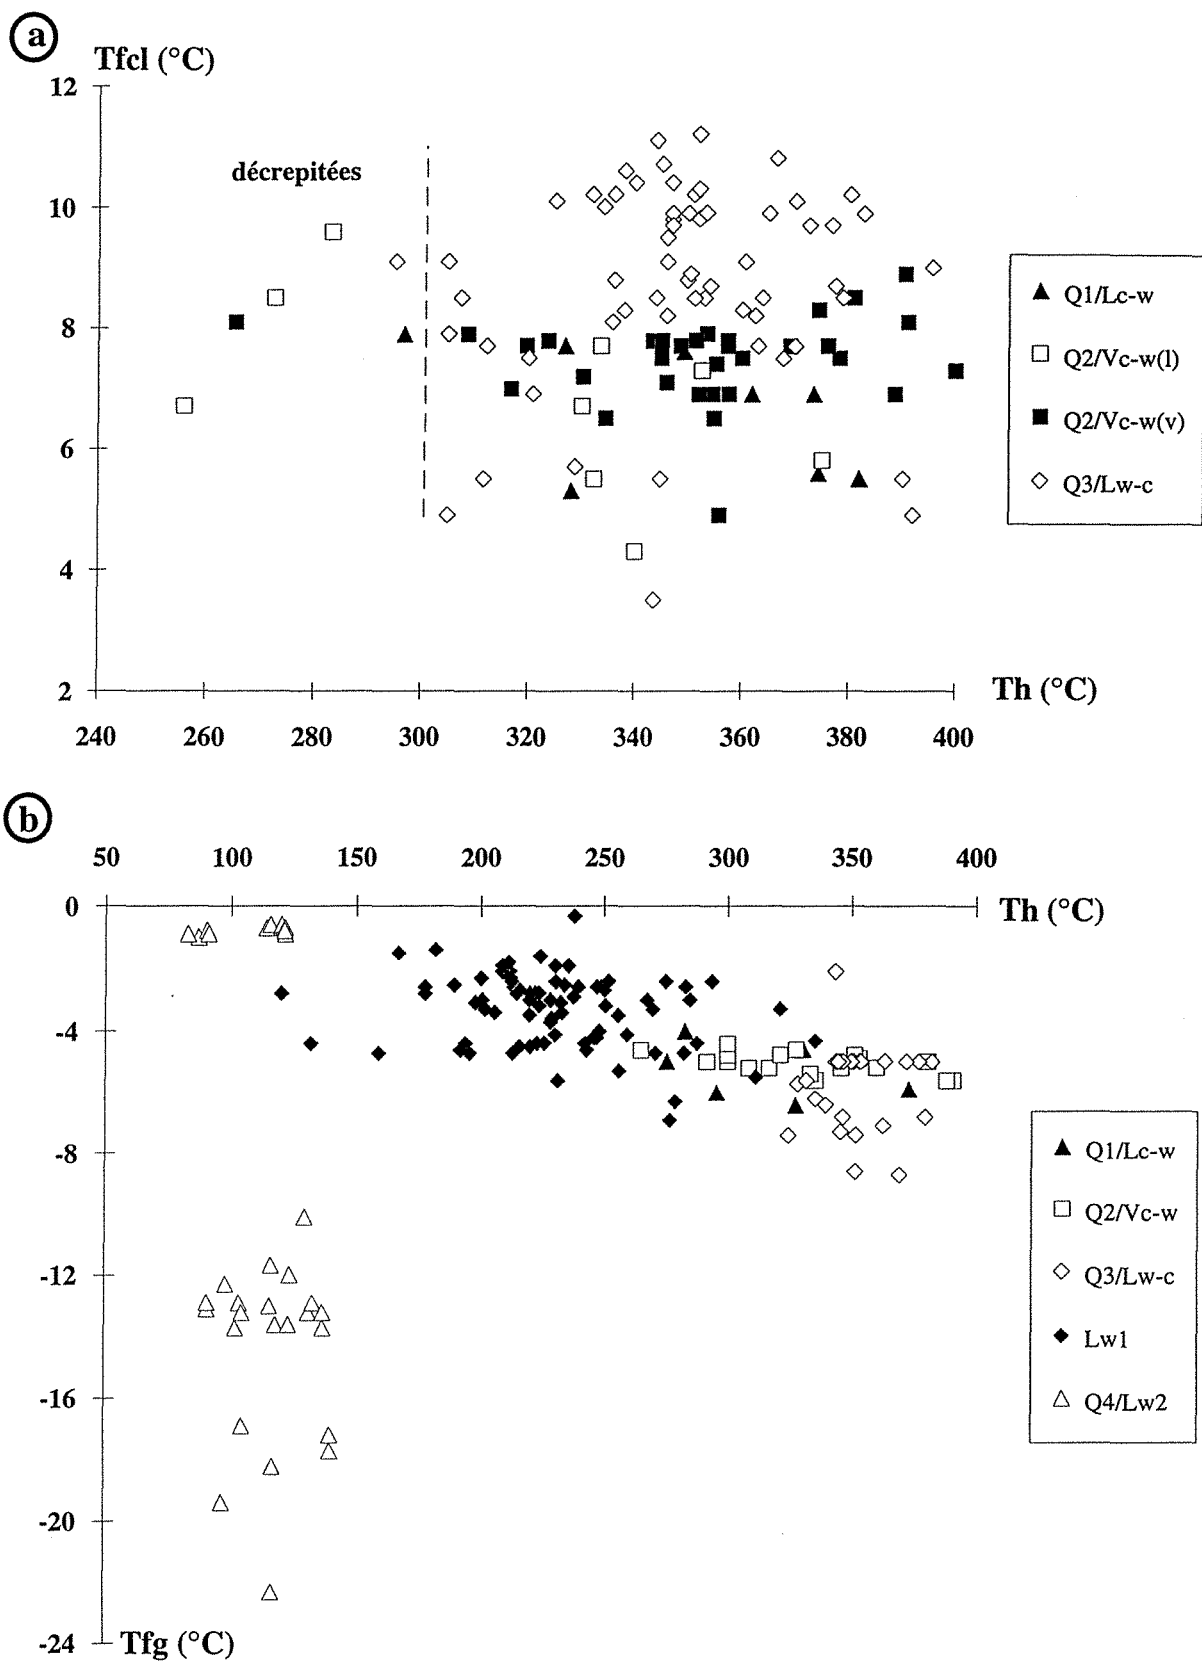 a
Tfcl (°C)
12
décrepitées
10
8
6
4
2
Th (°C)
240 260 280 300 320 340 360 380 400
Q1/Lc-w
Q2/Vc-w(l)
Q2/Vc-w(v)
Q3/Lw-c
b
50 100 150 200 250 300 350 400
0
Th (°C)
-4
-8
-12
-16
-20
-24
Tfg (°C)
Q1/Lc-w
Q2/Vc-w
Q3/Lw-c
Lw1
Q4/Lw2